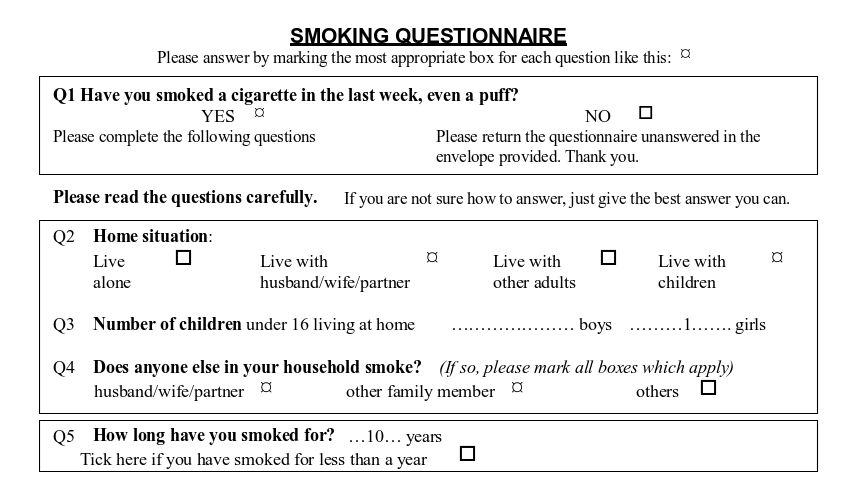 SMOKING QUESTIONNAIRE
Please answer by marking the most appropriate box for each question like this: ¤
Q1 Have you smoked a cigarette in the last week, even a puff?
YES ¤ NO ☐
Please complete the following questions Please return the questionnaire unanswered in the
envelope provided. Thank you.
Please read the questions carefully. If you are not sure how to answer, just give the best answer you can.
Q2 Home situation:
Live ☐ Live with ¤ Live with ☐ Live with ¤
alone husband/wife/partner other adults children
Q3 Number of children under 16 living at home ………………… boys ………1……. girls
Q4 Does anyone else in your household smoke? (If so, please mark all boxes which apply)
husband/wife/partner ¤ other family member ¤ others ☐
Q5 How long have you smoked for? …10… years
Tick here if you have smoked for less than a year ☐